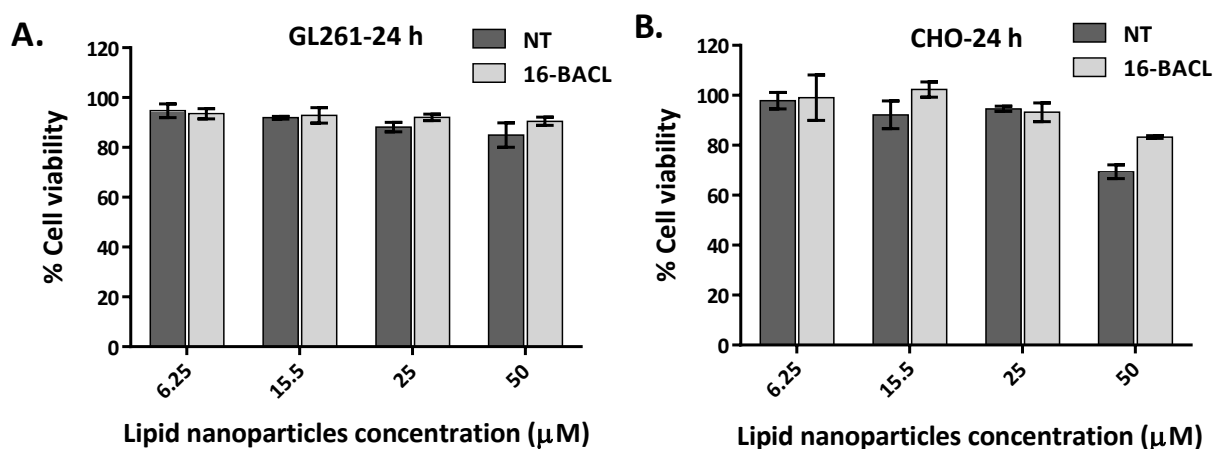 A.
GL261-24 h
NT
16-BACL
% Cell viability
120
100
80
60
40
20
0
6.25
15.5
25
50
Lipid nanoparticles concentration (μM)
B.
CHO-24 h
NT
16-BACL
% Cell viability
120
100
80
60
40
20
0
6.25
15.5
25
50
Lipid nanoparticles concentration (μM)